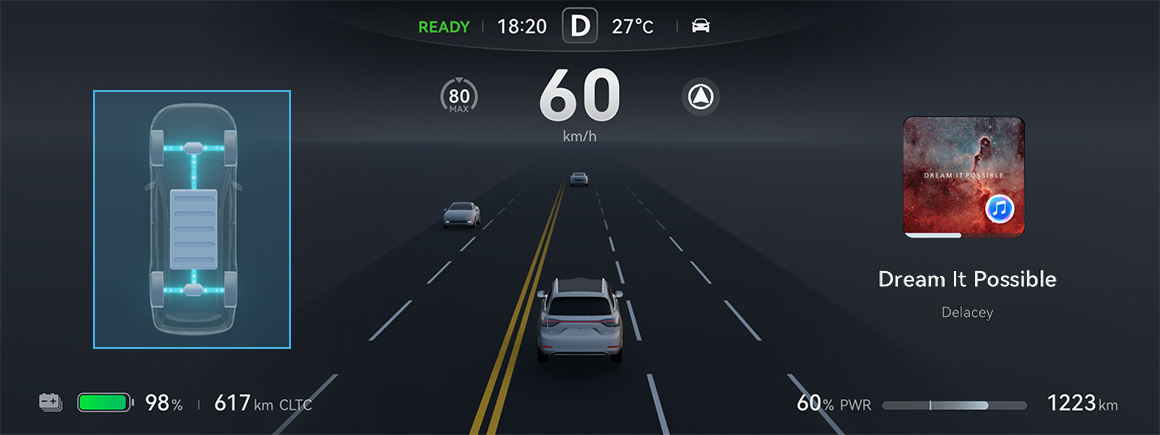 READY 18:20 D 27°C
80 MAX
60
km/h
DREAM IT POSSIBLE
Dream It Possible
Delacey
98% 617 km CLTC
60% PWR 1223 km